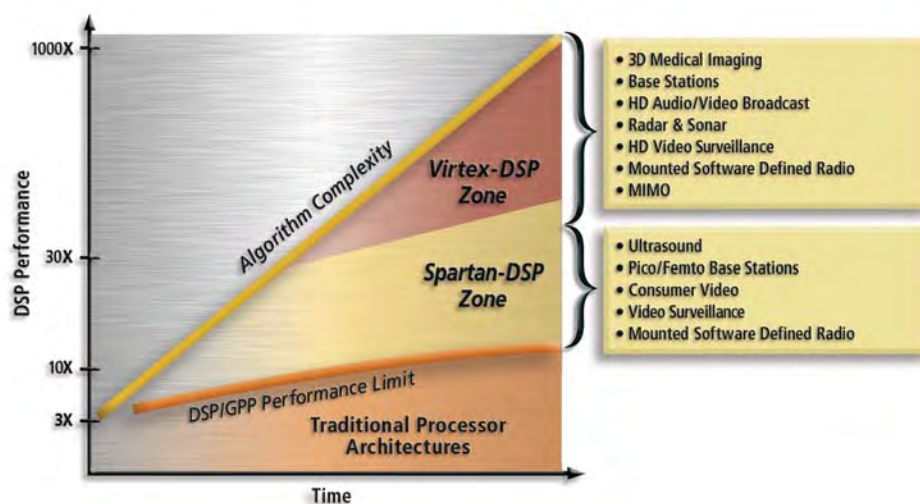 1000X
30X
10X
3X
DSP Performance
Time
Algorithm Complexity
DSP/GPP Performance Limit
Virtex-DSP
Zone
Spartan-DSP
Zone
Traditional Processor
Architectures
• 3D Medical Imaging
• Base Stations
• HD Audio/Video Broadcast
• Radar & Sonar
• HD Video Surveillance
• Mounted Software Defined Radio
• MIMO
• Ultrasound
• Pico/Femto Base Stations
• Consumer Video
• Video Surveillance
• Mounted Software Defined Radio